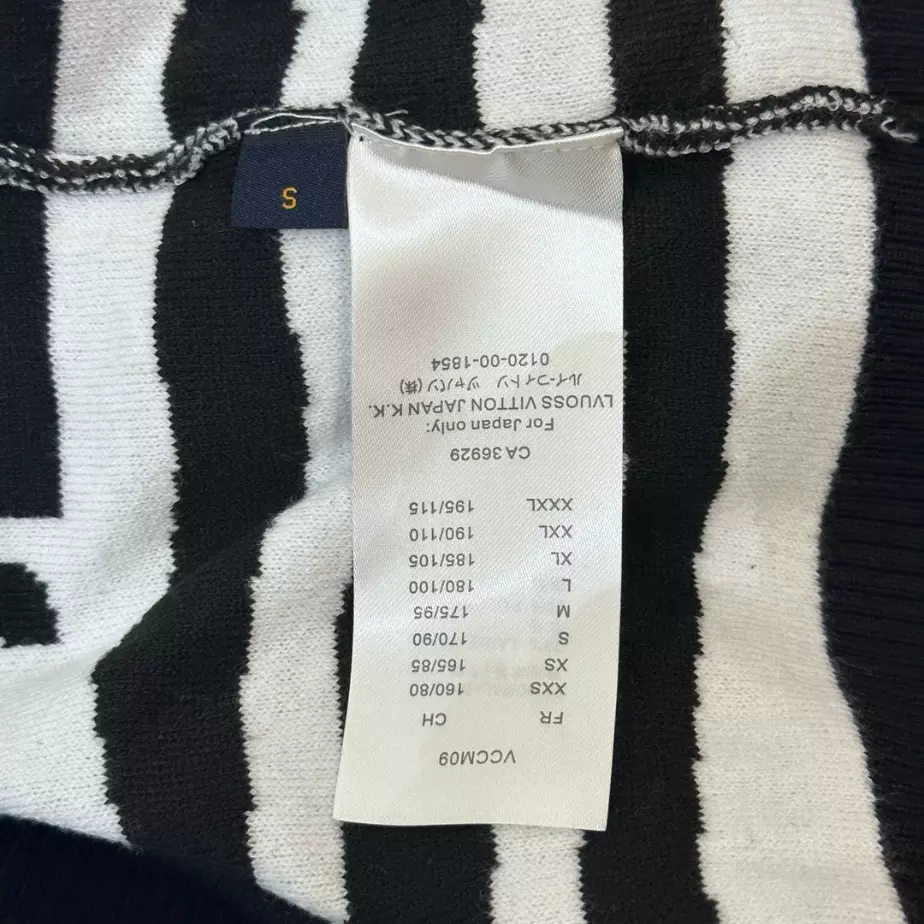 VCCM09
FR CH
XXS 160/80
XS 165/85
S 170/90
M 175/95
L 180/100
XL 185/105
XXL 190/110
XXXL 195/115
CA 36929
For Japan only:
LVUOSS VITTON JAPAN K.K.
ルイ-フィトン ヅャパン (株)
0120-00-1854
S